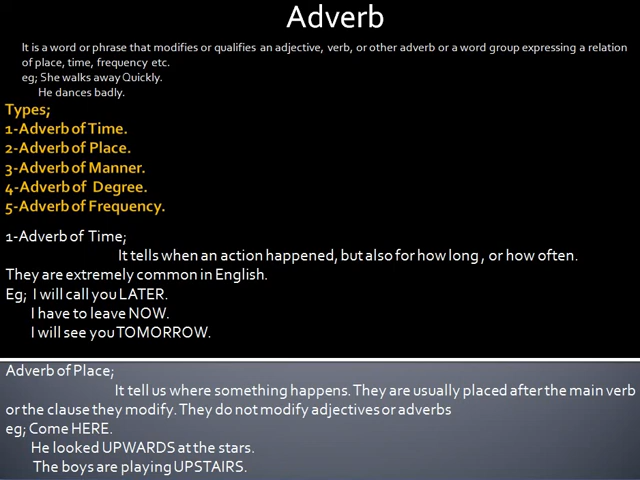 Adverb
It is a word or phrase that modifies or qualifies an adjective, verb, or other adverb or a word group expressing a relation
of place, time, frequency etc.
eg; She walks away Quickly.
He dances badly.
Types;
1-Adverb of Time.
2-Adverb of Place.
3-Adverb of Manner.
4-Adverb of Degree.
5-Adverb of Frequency.
1-Adverb of Time;
It tells when an action happened, but also for how long , or how often.
They are extremely common in English.
Eg; I will call you LATER.
I have to leave NOW.
I will see you TOMORROW.
Adverb of Place;
It tell us where something happens. They are usually placed after the main verb
or the clause they modify. They do not modify adjectives or adverbs
eg; Come HERE.
He looked UPWARDS at the stars.
The boys are playing UPSTAIRS.